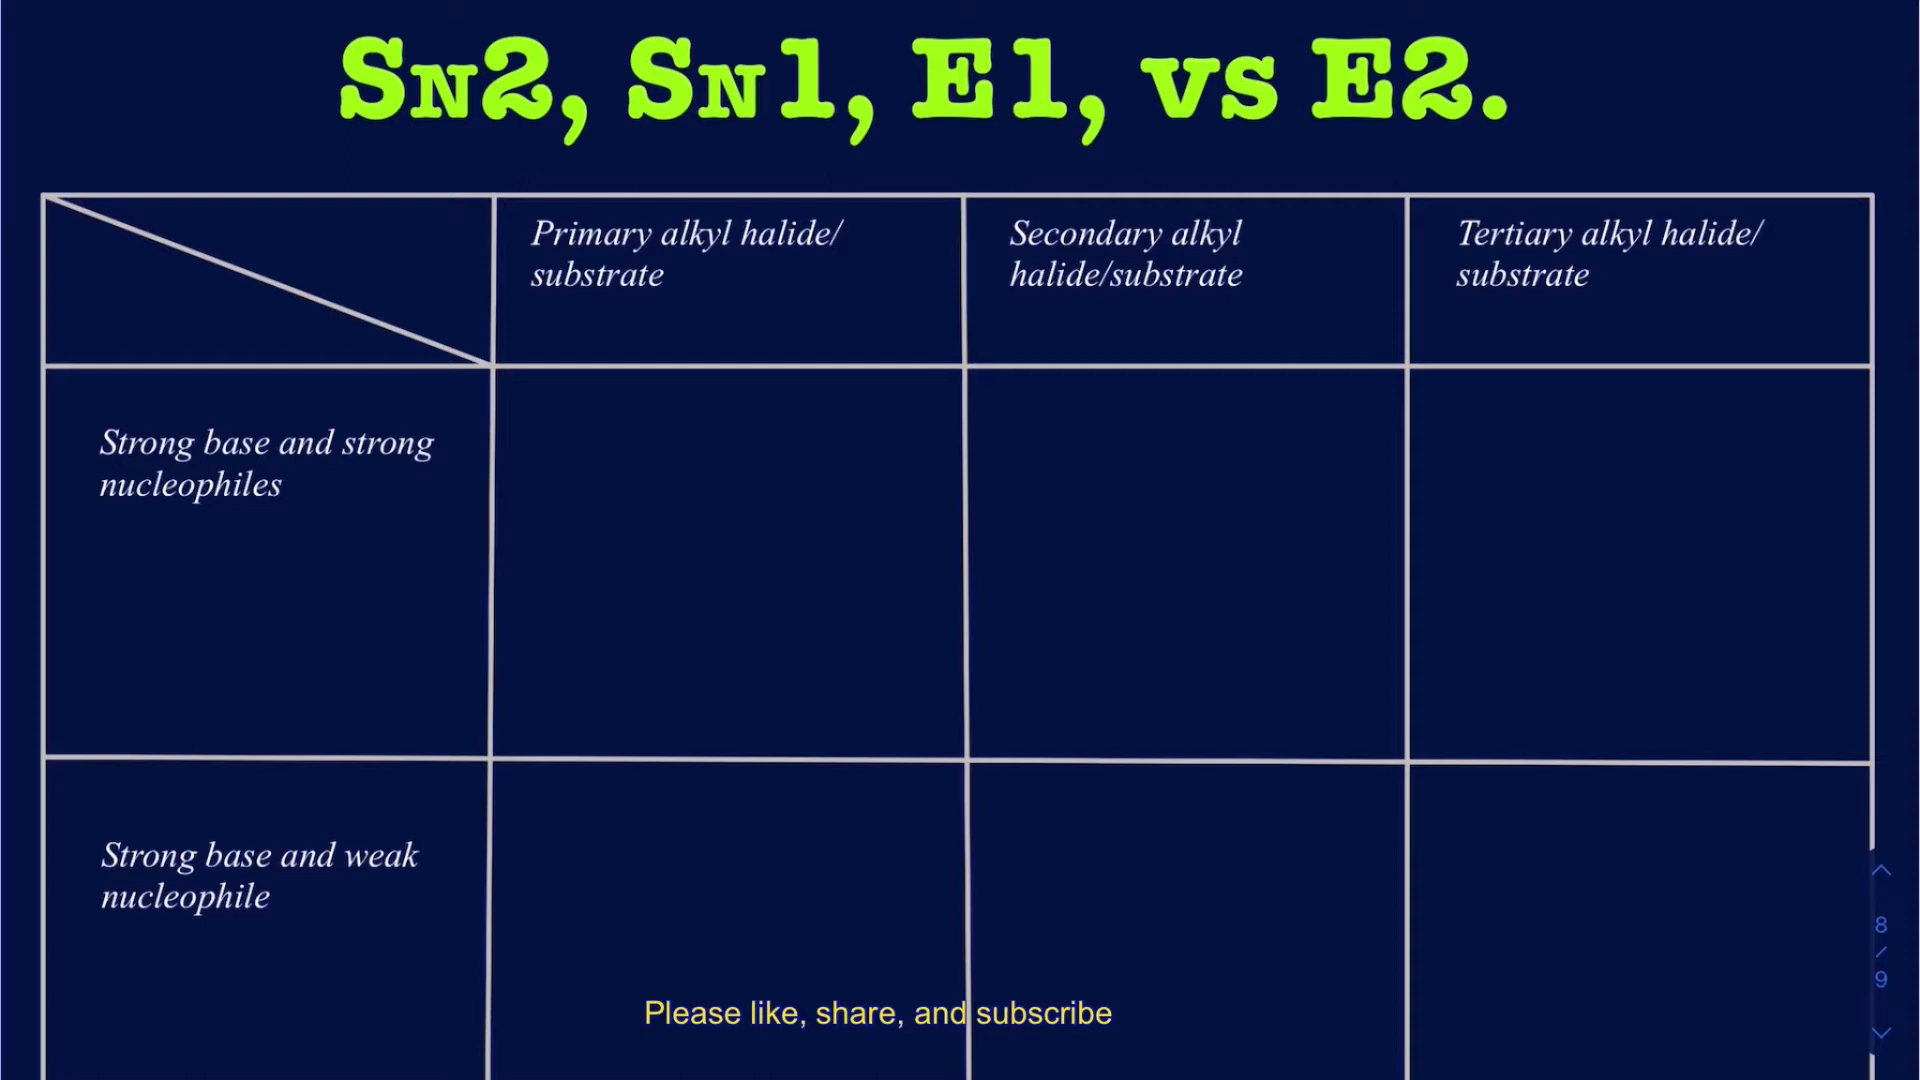 SN2, SN1, E1, vs E2.
Primary alkyl halide/
substrate
Secondary alkyl
halide/substrate
Tertiary alkyl halide/
substrate
Strong base and strong
nucleophiles
Strong base and weak
nucleophile
Please like, share, and subscribe
8
/
9